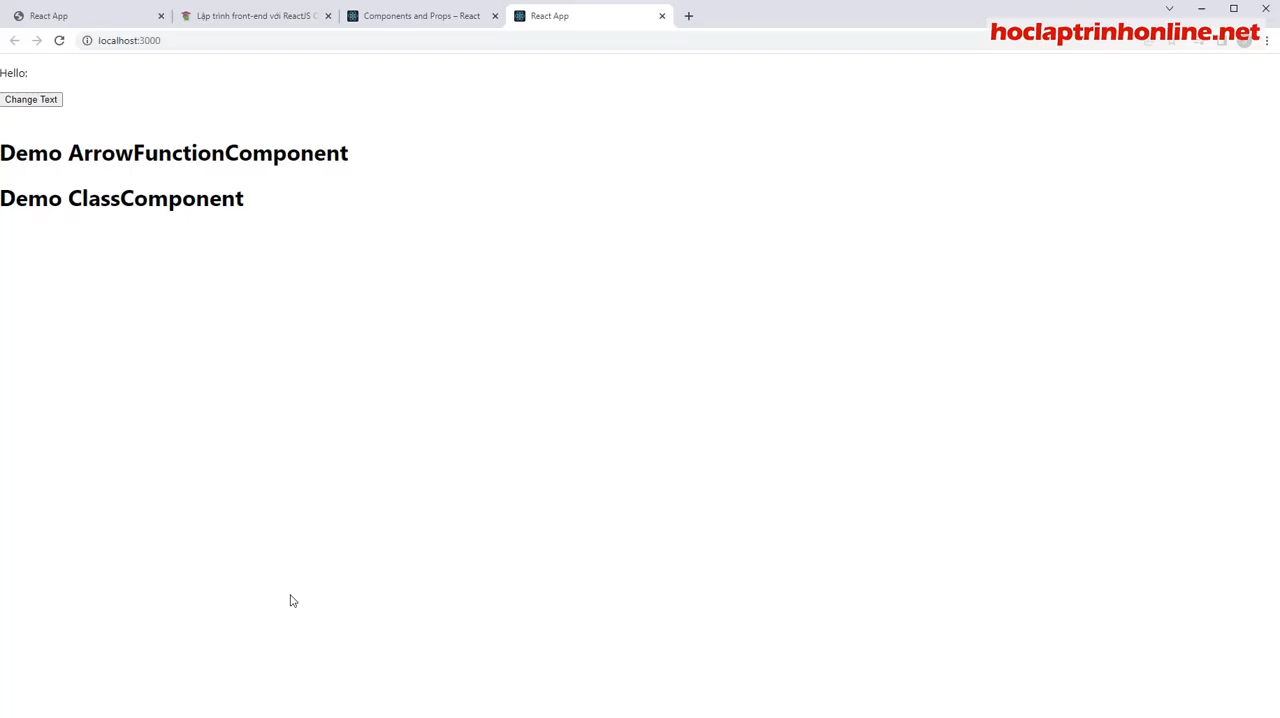 React App
Lập trình front-end với ReactJS C
Components and Props – React
React App
localhost:3000
hoclaptrinhonline.net
Hello:
Change Text
Demo ArrowFunctionComponent
Demo ClassComponent